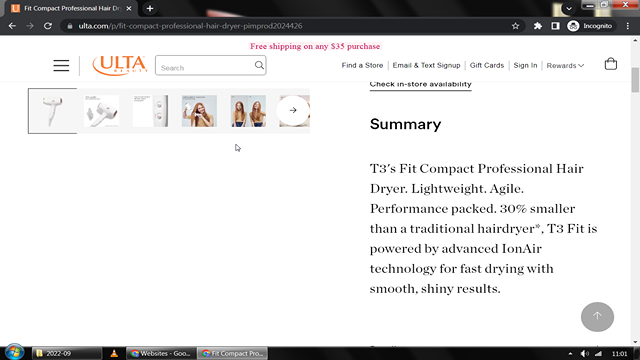 Fit Compact Professional Hair Dr
ulta.com/p/fit-compact-professional-hair-dryer-pimprod2024426
Incognito
Free shipping on any $35 purchase
ULTA
BEAUTY
Search
Find a Store
Email & Text Signup
Gift Cards
Sign In
Rewards
Check in-store availability
Summary
T3's Fit Compact Professional Hair
Dryer. Lightweight. Agile.
Performance packed. 30% smaller
than a traditional hairdryer*, T3 Fit is
powered by advanced IonAir
technology for fast drying with
smooth, shiny results.
2022-09
Websites - Goo...
Fit Compact Pro...
11:01